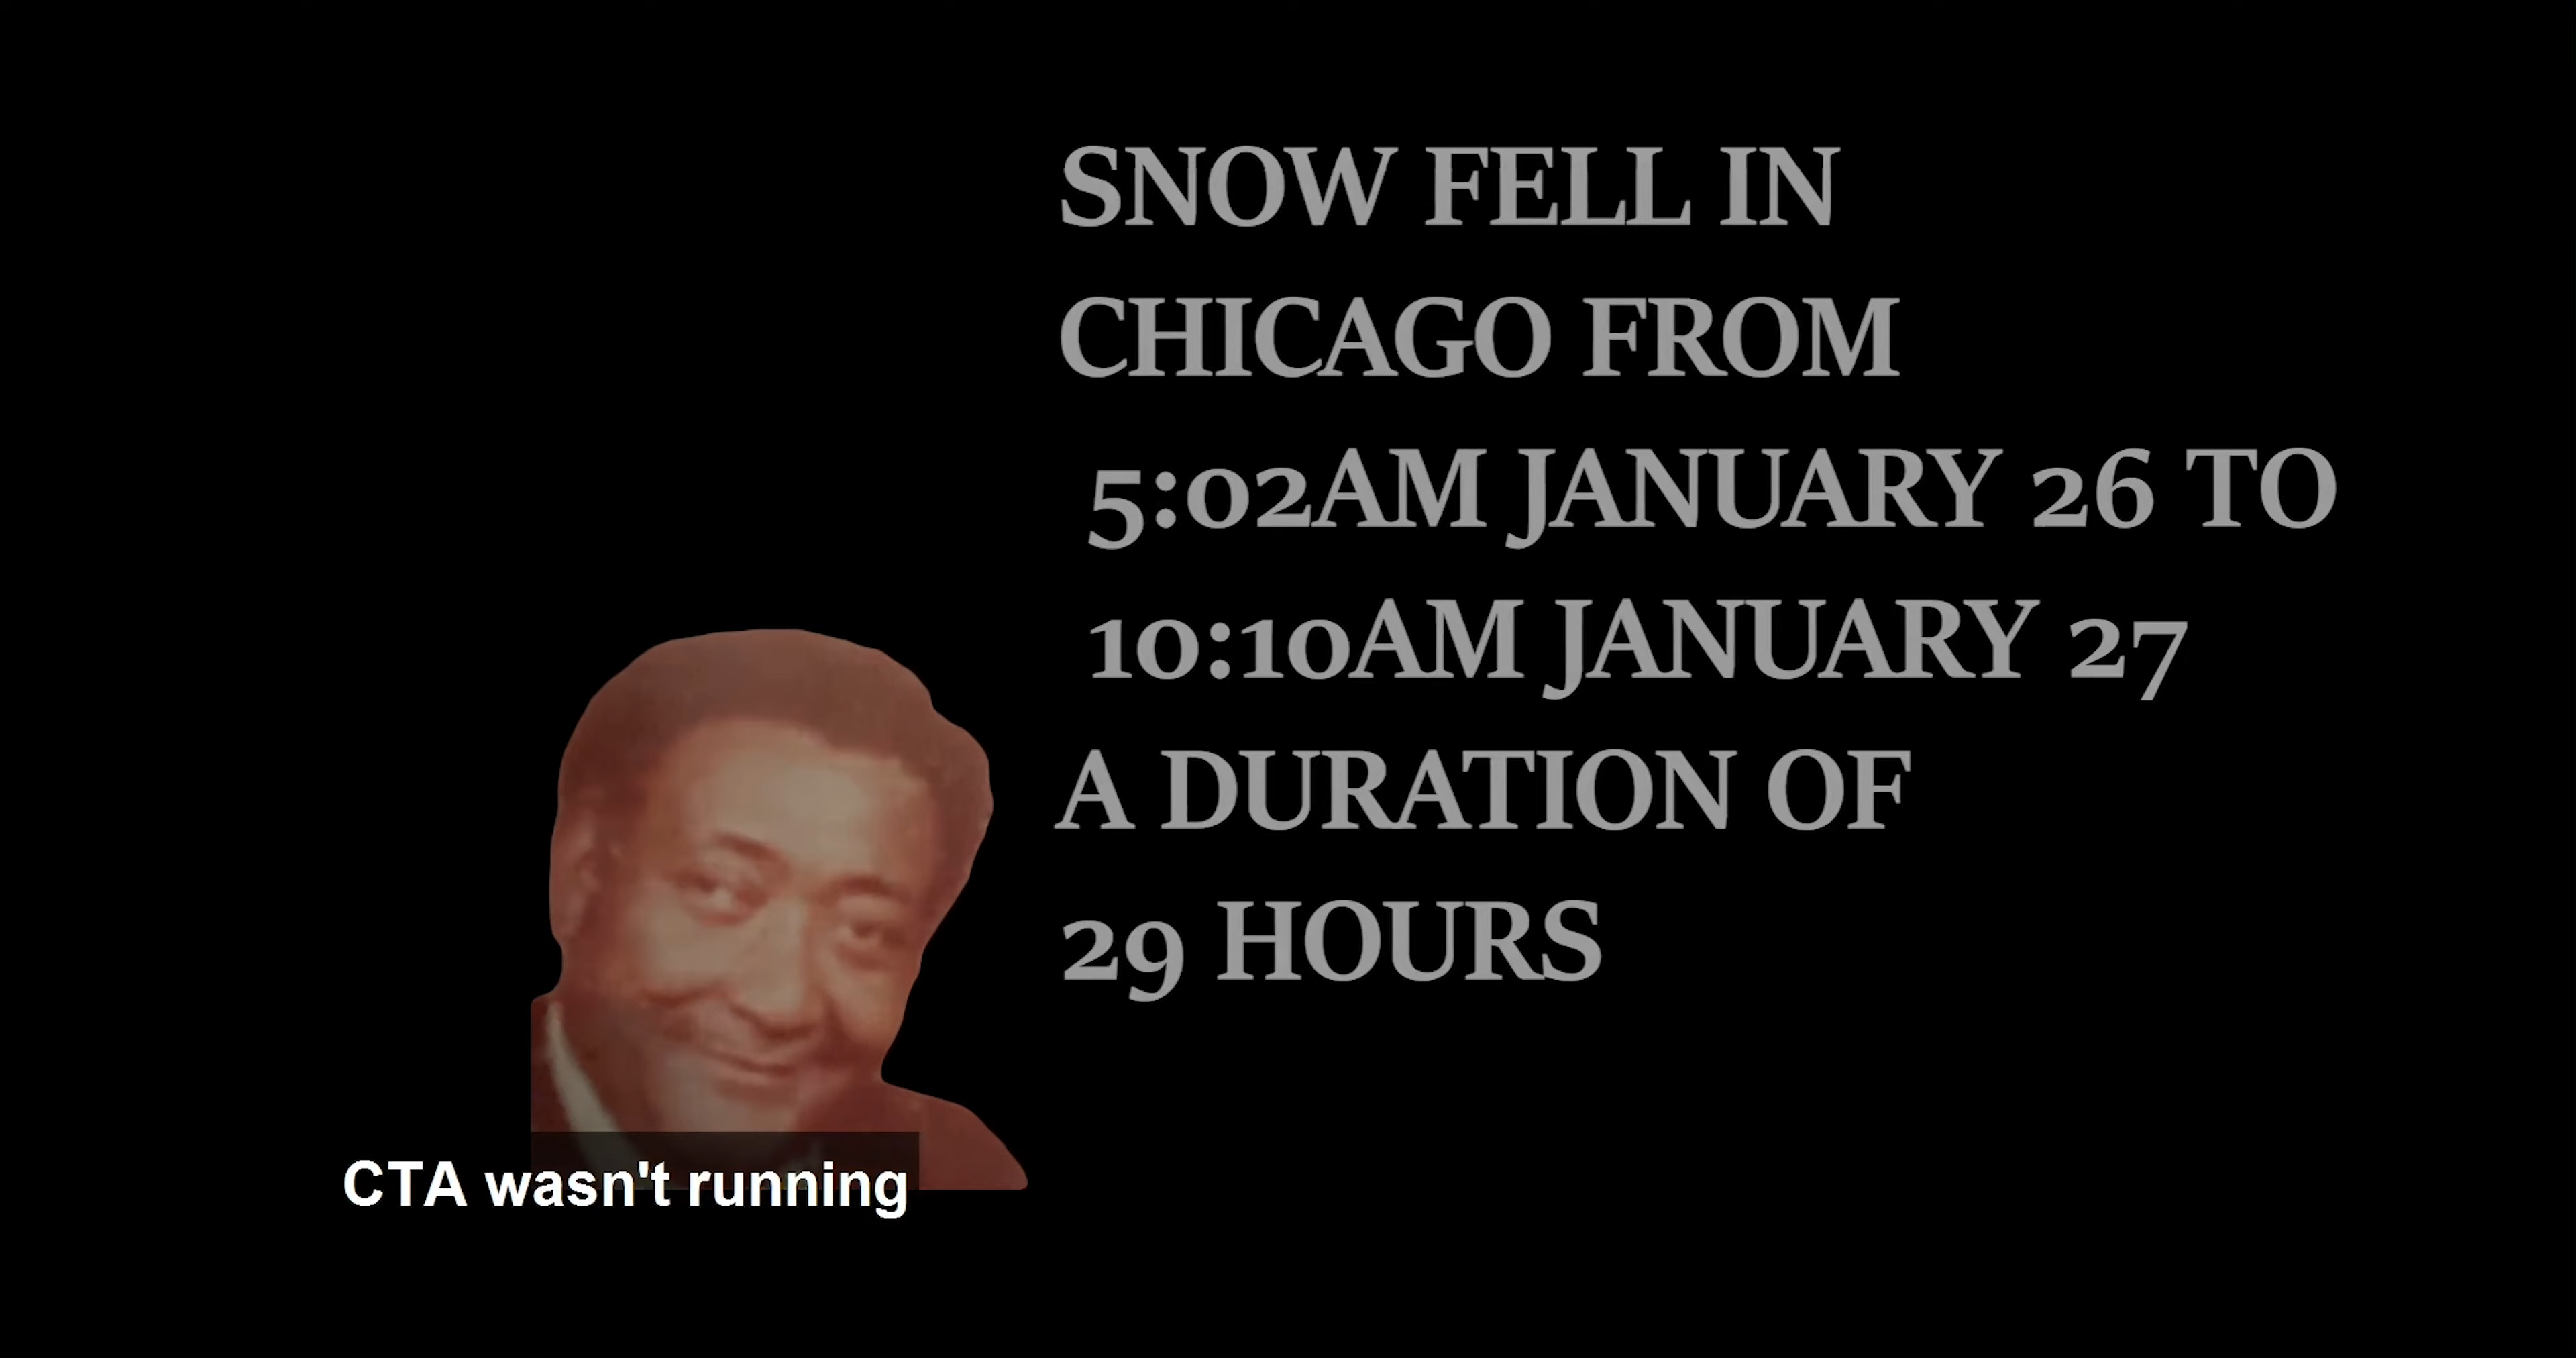 SNOW FELL IN
CHICAGO FROM
5:02AM JANUARY 26 TO
10:10AM JANUARY 27
A DURATION OF
29 HOURS
CTA wasn't running